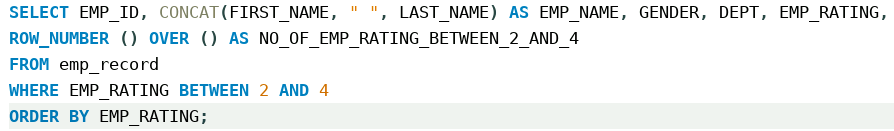 SELECT EMP_ID, CONCAT(FIRST_NAME, " ", LAST_NAME) AS EMP_NAME, GENDER, DEPT, EMP_RATING,
ROW_NUMBER () OVER () AS NO_OF_EMP_RATING_BETWEEN_2_AND_4
FROM emp_record
WHERE EMP_RATING BETWEEN 2 AND 4
ORDER BY EMP_RATING;